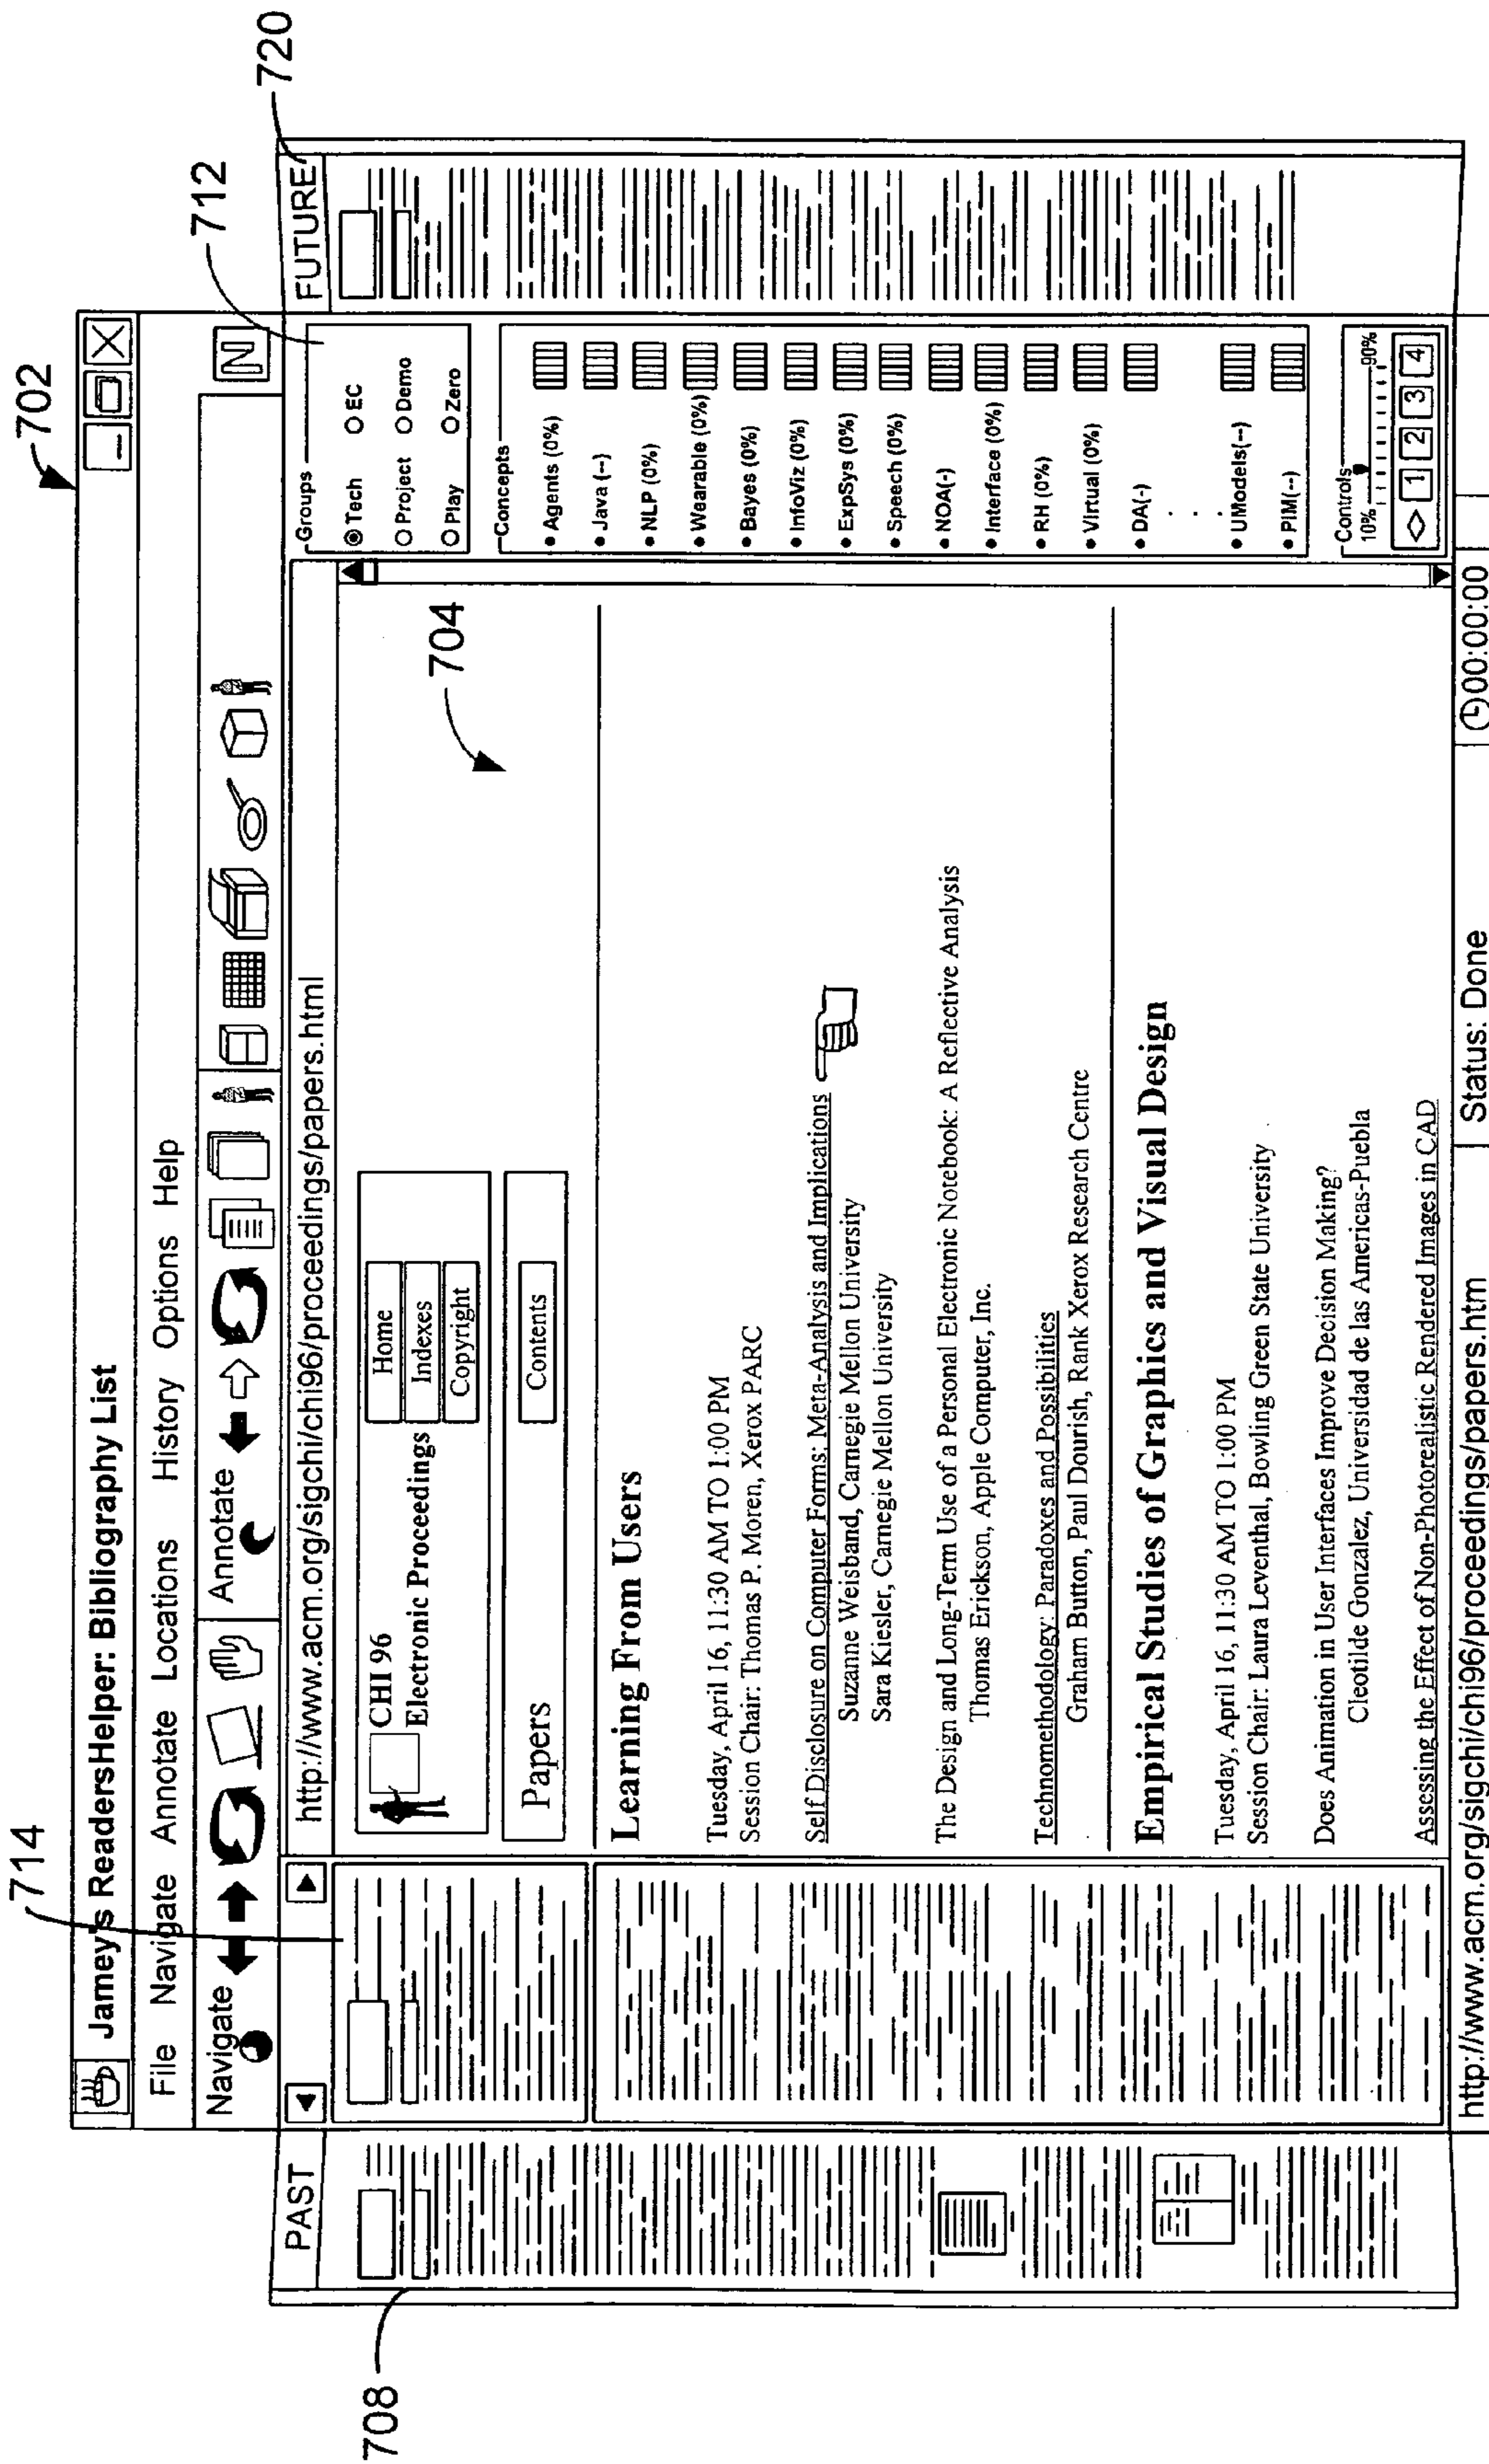 702
714
Jamey's ReadersHelper: Bibliography List
File Navigate Annotate Locations History Options Help
Navigate
Annotate
N
712
720
708
PAST
http://www.acm.org/sigchi/chi96/proceedings/papers.html
FUTURE
704
CHI 96
Electronic Proceedings
Home
Indexes
Copyright
Papers
Contents
Learning From Users
Tuesday, April 16, 11:30 AM TO 1:00 PM
Session Chair: Thomas P. Moren, Xerox PARC
Self Disclosure on Computer Forms: Meta-Analysis and Implications
Suzanne Weisband, Carnegie Mellon University
Sara Kiesler, Carnegie Mellon University
The Design and Long-Term Use of a Personal Electronic Notebook: A Reflective Analysis
Thomas Erickson, Apple Computer, Inc.
Technomethodology: Paradoxes and Possibilities
Graham Button, Paul Dourish, Rank Xerox Research Centre
Empirical Studies of Graphics and Visual Design
Tuesday, April 16, 11:30 AM TO 1:00 PM
Session Chair: Laura Leventhal, Bowling Green State University
Does Animation in User Interfaces Improve Decision Making?
Cleotilde Gonzalez, Universidad de las Americas-Puebla
Assessing the Effect of Non-Photorealistic Rendered Images in CAD
Groups
Tech EC
Project Demo
Play Zero
Concepts
• Agents (0%)
• Java (--)
• NLP (0%)
• Wearable (0%)
• Bayes (0%)
• InfoViz (0%)
• ExpSys (0%)
• Speech (0%)
• NOA(-)
• Interface (0%)
• RH (0%)
• Virtual (0%)
• DA(-)
• UModels(--)
• PIM(--)
Controls
10% 90%
<> 1 2 3 4
http://www.acm.org/sigchi/chi96/proceedings/papers.htm
Status: Done
00:00:00